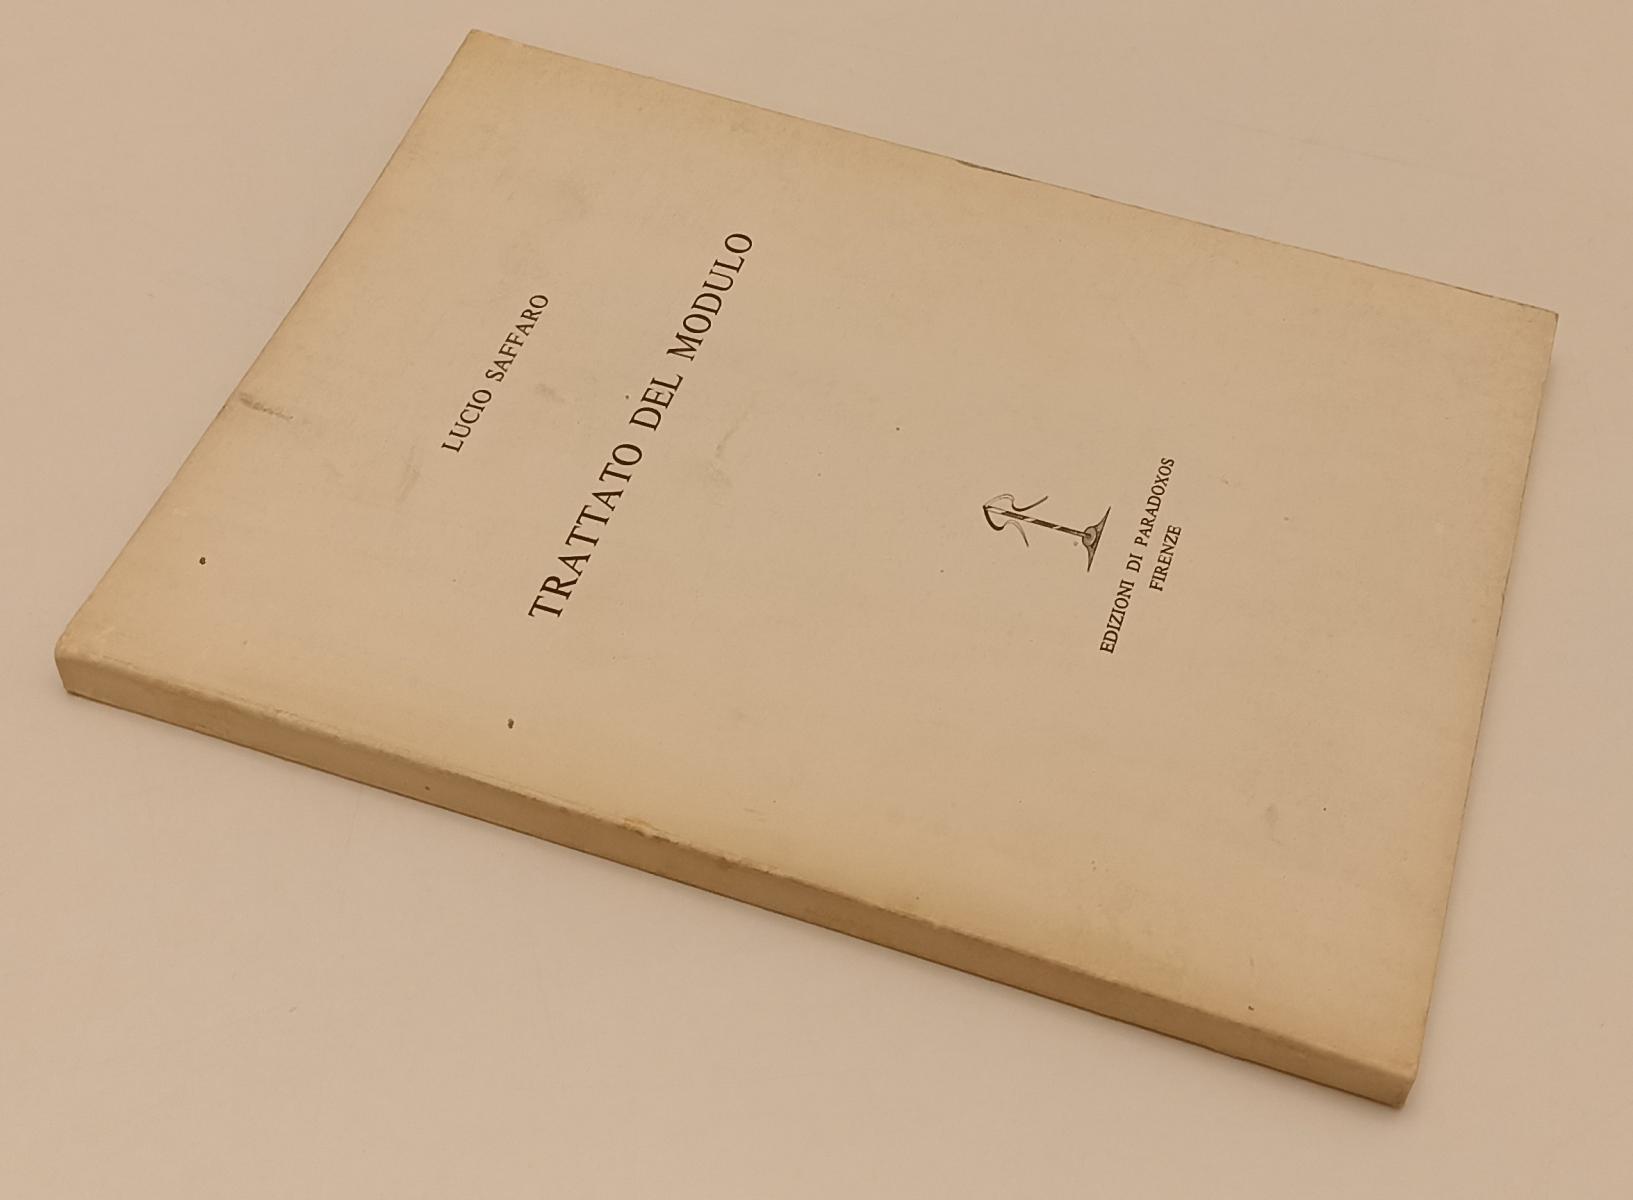 LUCIO SAFFARO
TRATTATO DEL MODULO
EDIZIONI DI PARADOXOS
FIRENZE